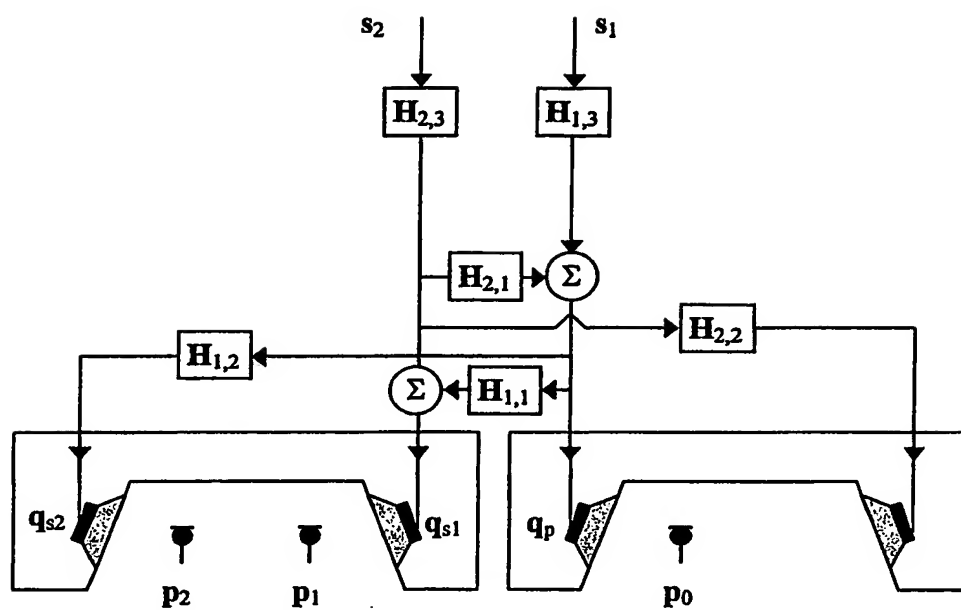 s₂ s₁
H₂,₃ H₁,₃
H₂,₁ Σ
H₂,₂
H₁,₂
Σ H₁,₁
qₛ₂ qₛ₁ qₚ
p₂ p₁ p₀